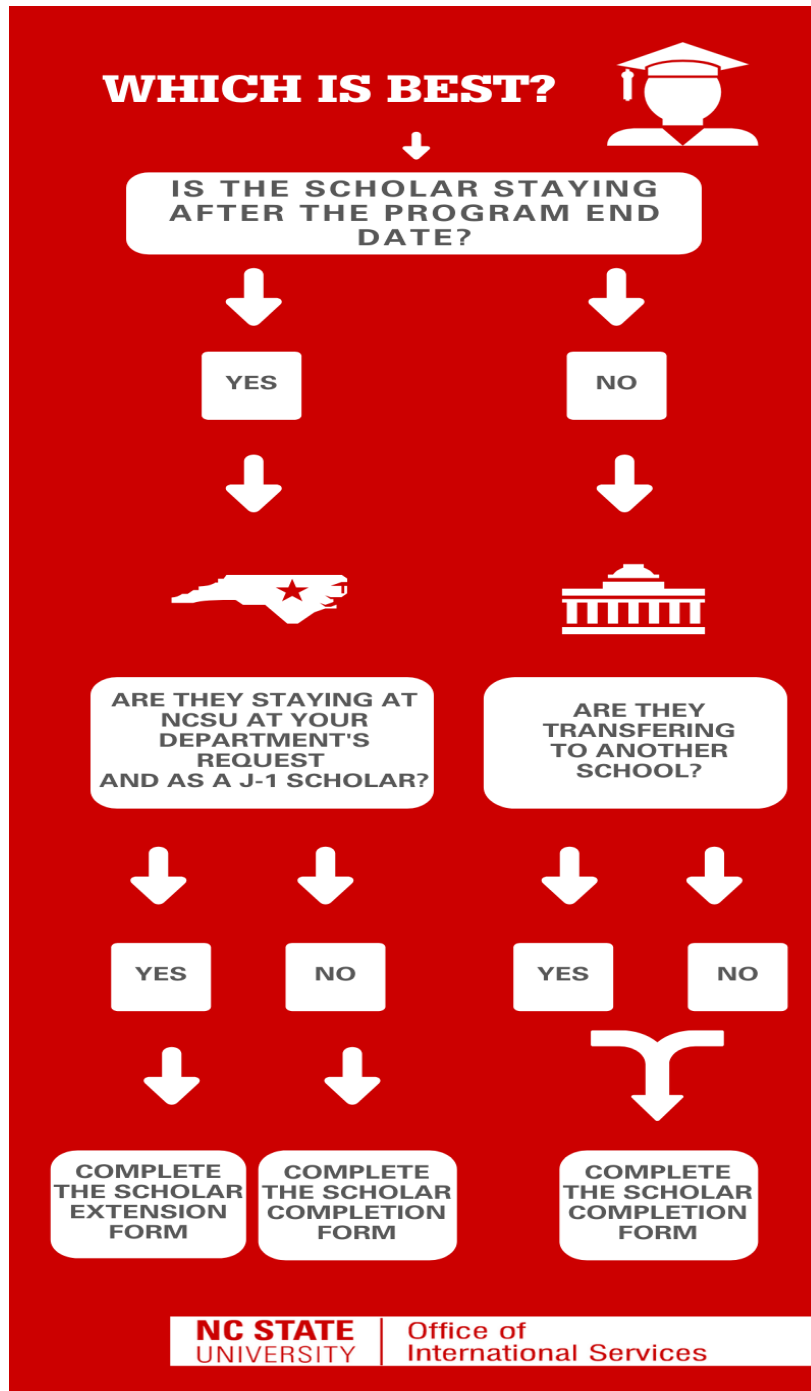 WHICH IS BEST?
IS THE SCHOLAR STAYING
AFTER THE PROGRAM END
DATE?
YES
NO
ARE THEY STAYING AT
NCSU AT YOUR
DEPARTMENT'S
REQUEST
AND AS A J-1 SCHOLAR?
ARE THEY
TRANSFERING
TO ANOTHER
SCHOOL?
YES
NO
YES
NO
COMPLETE
THE SCHOLAR
EXTENSION
FORM
COMPLETE
THE SCHOLAR
COMPLETION
FORM
COMPLETE
THE SCHOLAR
COMPLETION
FORM
NC STATE
UNIVERSITY
Office of
International Services